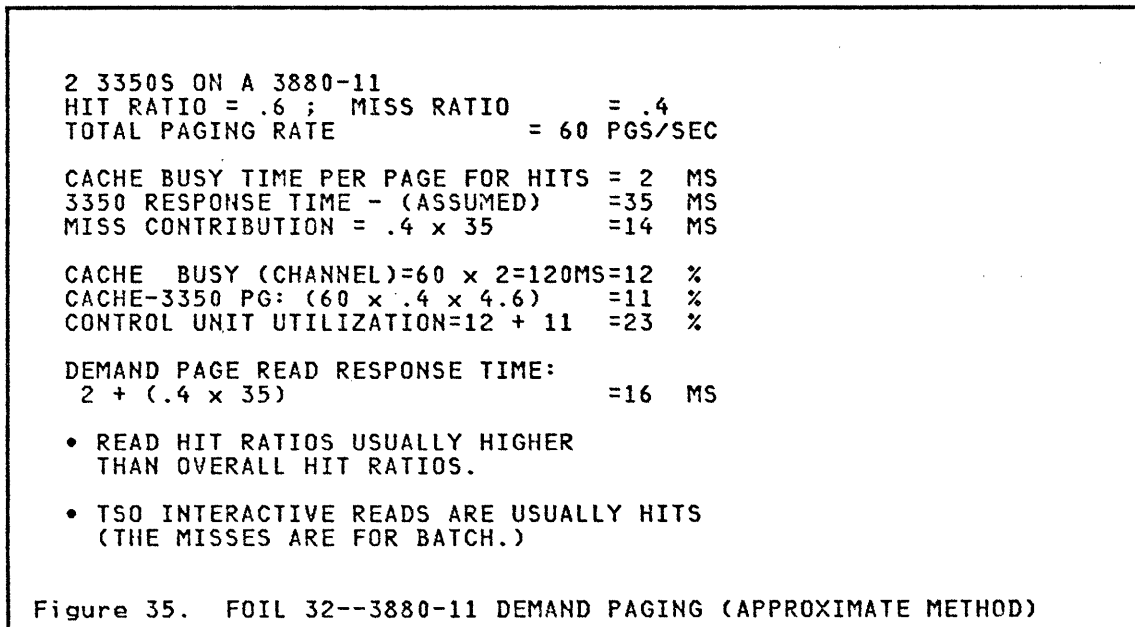 2 3350S ON A 3880-11
HIT RATIO = .6 ; MISS RATIO = .4
TOTAL PAGING RATE = 60 PGS/SEC
CACHE BUSY TIME PER PAGE FOR HITS = 2 MS
3350 RESPONSE TIME - (ASSUMED) =35 MS
MISS CONTRIBUTION = .4 x 35 =14 MS
CACHE BUSY (CHANNEL)=60 x 2=120MS=12 %
CACHE-3350 PG: (60 x .4 x 4.6) =11 %
CONTROL UNIT UTILIZATION=12 + 11 =23 %
DEMAND PAGE READ RESPONSE TIME:
2 + (.4 x 35) =16 MS
• READ HIT RATIOS USUALLY HIGHER
THAN OVERALL HIT RATIOS.
• TSO INTERACTIVE READS ARE USUALLY HITS
(THE MISSES ARE FOR BATCH.)
Figure 35. FOIL 32--3880-11 DEMAND PAGING (APPROXIMATE METHOD)